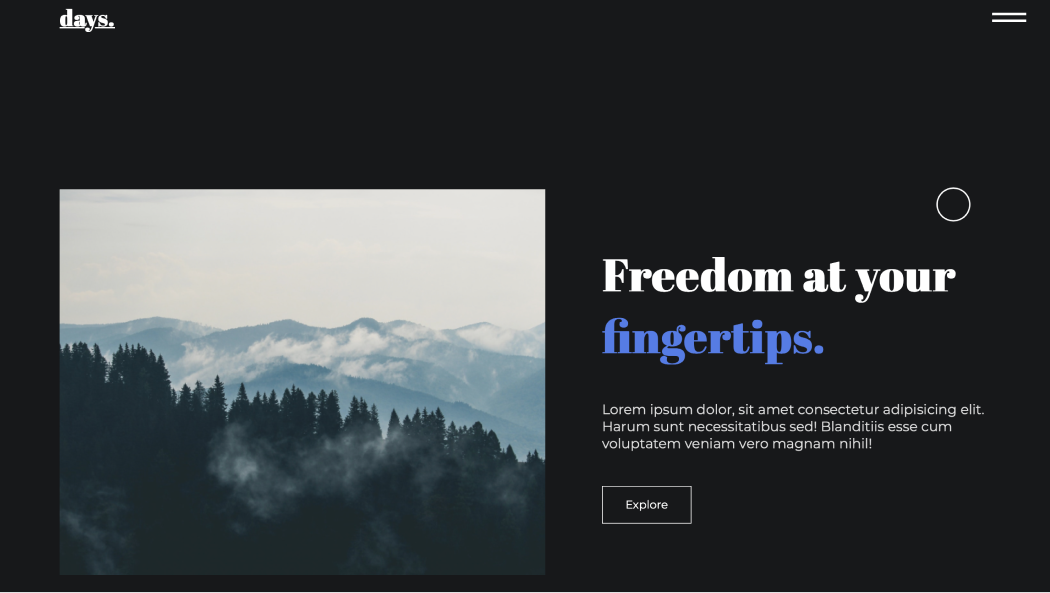 days.
Freedom at your
fingertips.
Lorem ipsum dolor, sit amet consectetur adipisicing elit.
Harum sunt necessitatibus sed! Blanditiis esse cum
voluptatem veniam vero magnam nihil!
Explore